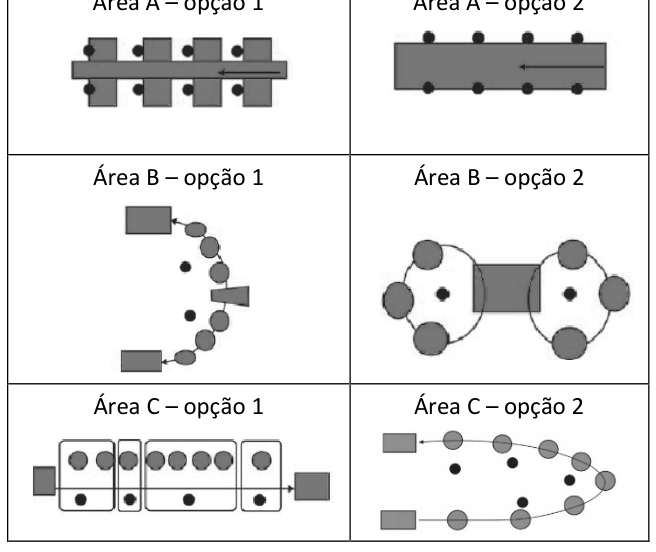 Área A – opção 1
Área A – opção 2
Área B – opção 1
Área B – opção 2
Área C – opção 1
Área C – opção 2